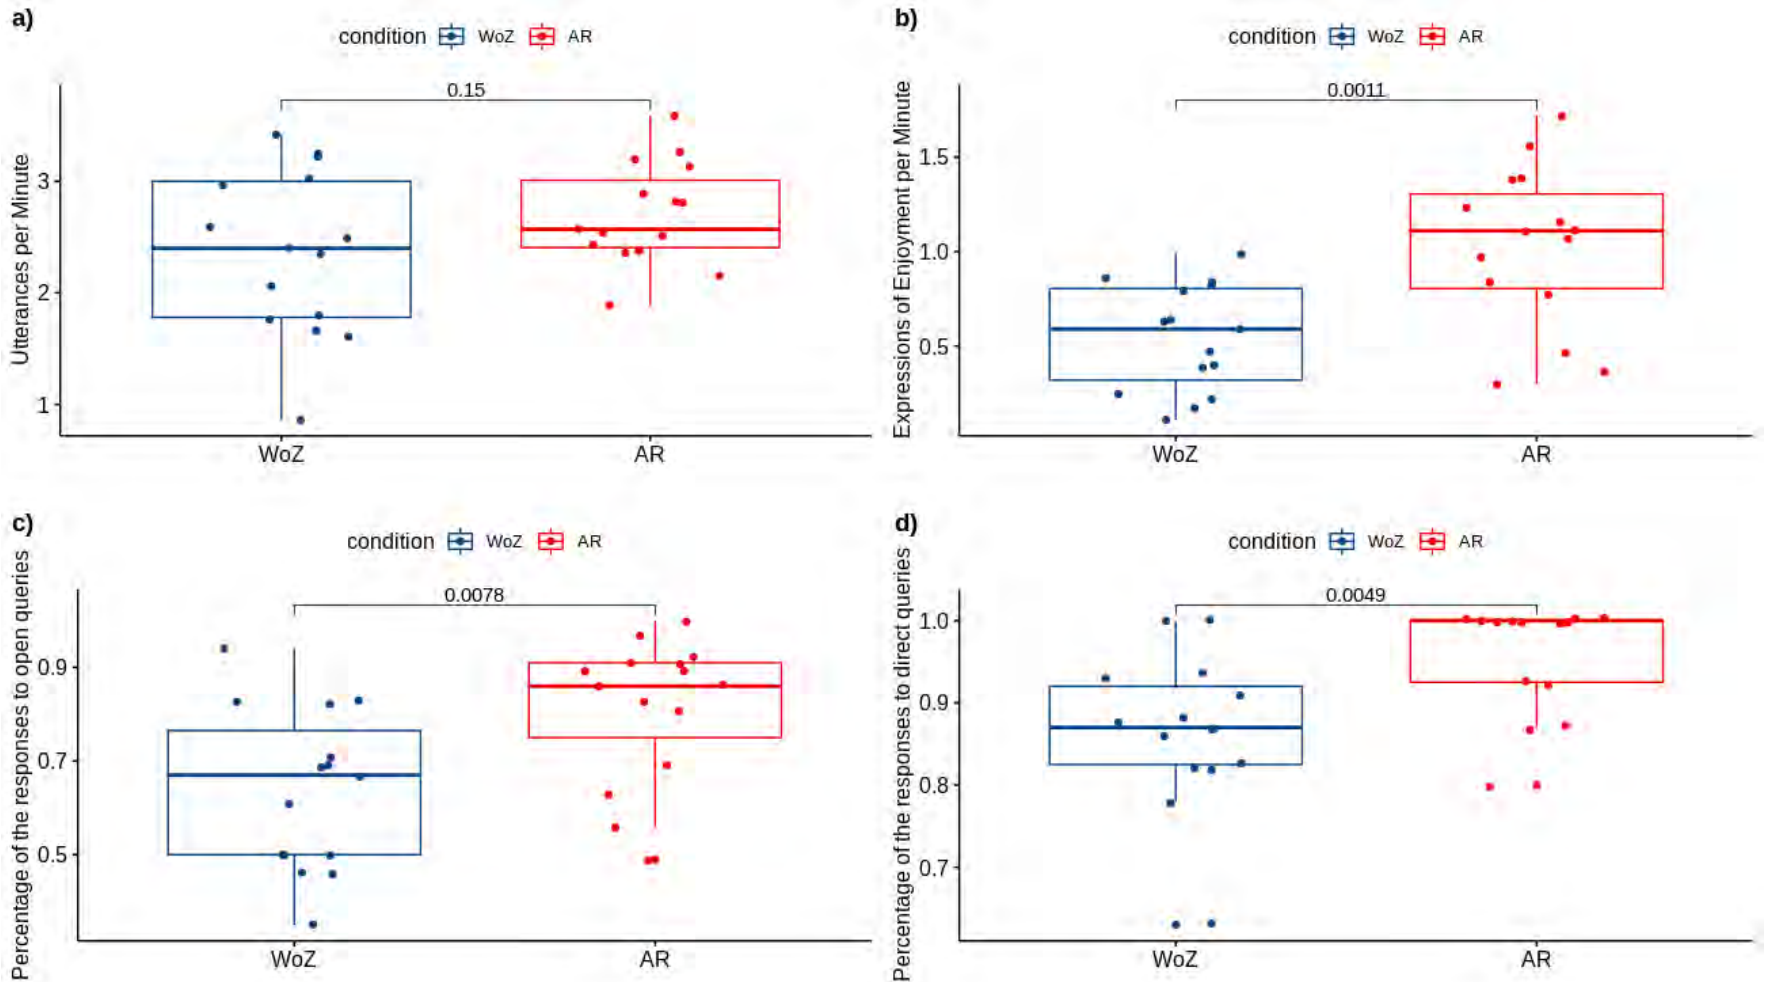 a)
condition WoZ AR
0.15
Utterances per Minute
3
2
1
WoZ AR
b)
condition WoZ AR
0.0011
Expressions of Enjoyment per Minute
1.5
1.0
0.5
WoZ AR
c)
condition WoZ AR
0.0078
Percentage of the responses to open queries
0.9
0.7
0.5
WoZ AR
d)
condition WoZ AR
0.0049
Percentage of the responses to direct queries
1.0
0.9
0.8
0.7
WoZ AR